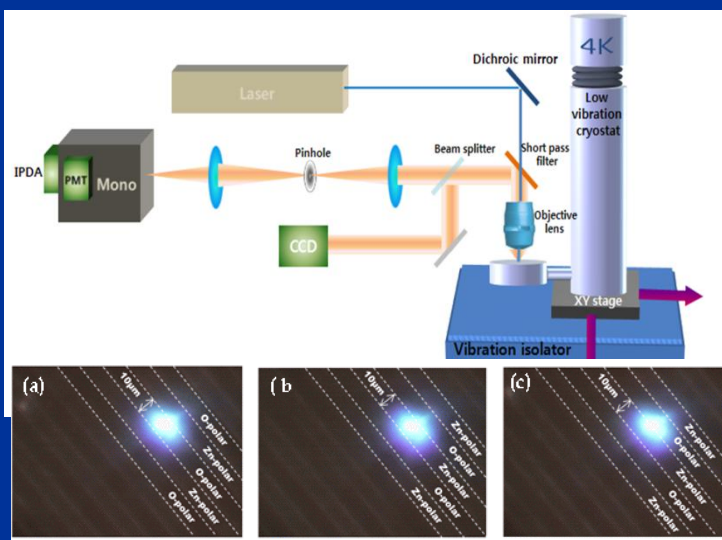 4K
Dichroic mirror
Laser
Low
vibration
cryostat
Beam splitter
Short pass
filter
Pinhole
IPDA
PMT
Mono
Objective
lens
CCD
XY stage
Vibration isolator
(a)
10μm
O-polar
Zn-polar
O-polar
Zn-polar
O-polar
( b
10μm
Zn-polar
O-polar
Zn-polar
O-polar
Zn-polar
(c)
10μm
Zn-polar
O-polar
Zn-polar
O-polar
Zn-polar